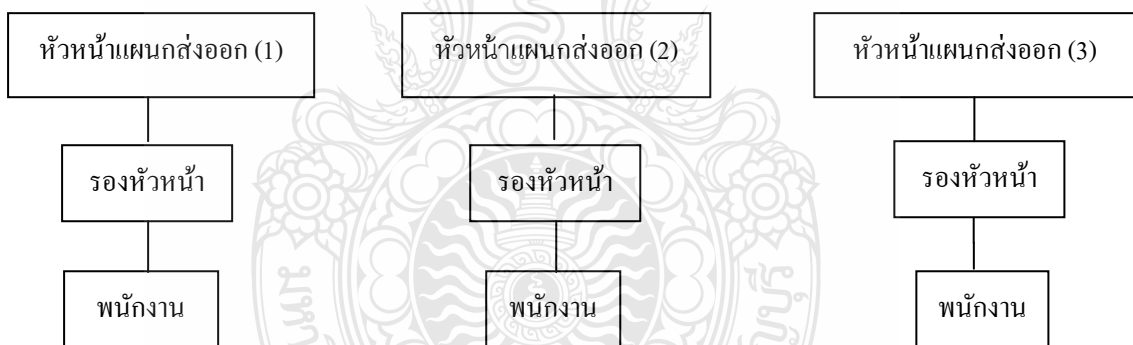 หัวหน้าแผนกส่งออก (1) หัวหน้าแผนกส่งออก (2) หัวหน้าแผนกส่งออก (3)
รองหัวหน้า รองหัวหน้า รองหัวหน้า
พนักงาน พนักงาน พนักงาน